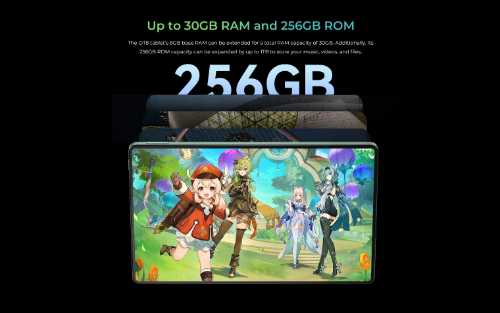 Up to 30GB RAM and 256GB ROM
The OT8 tablet's 8GB base RAM can be extended for a total RAM capacity of 30GB. Additionally, its
256GB ROM capacity can be expanded by up to 1TB to store your music, videos, and files.
256GB